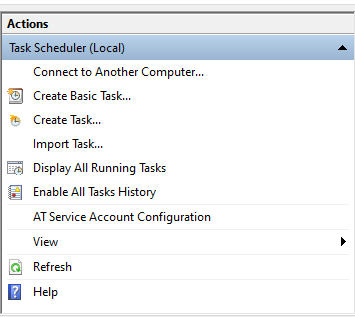 Actions
Task Scheduler (Local)
Connect to Another Computer...
Create Basic Task...
Create Task...
Import Task...
Display All Running Tasks
Enable All Tasks History
AT Service Account Configuration
View
Refresh
Help